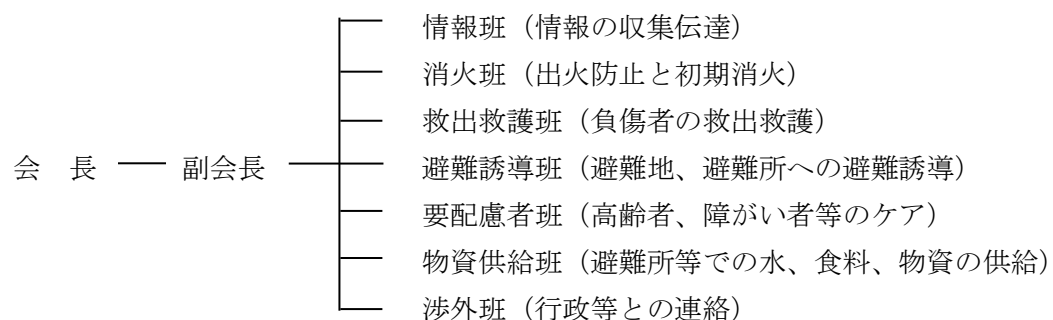 情報班（情報の収集伝達）
消火班（出火防止と初期消火）
救出救護班（負傷者の救出救護）
会　長　副会長　避難誘導班（避難地、避難所への避難誘導）
要配慮者班（高齢者、障がい者等のケア）
物資供給班（避難所等での水、食料、物資の供給）
渉外班（行政等との連絡）